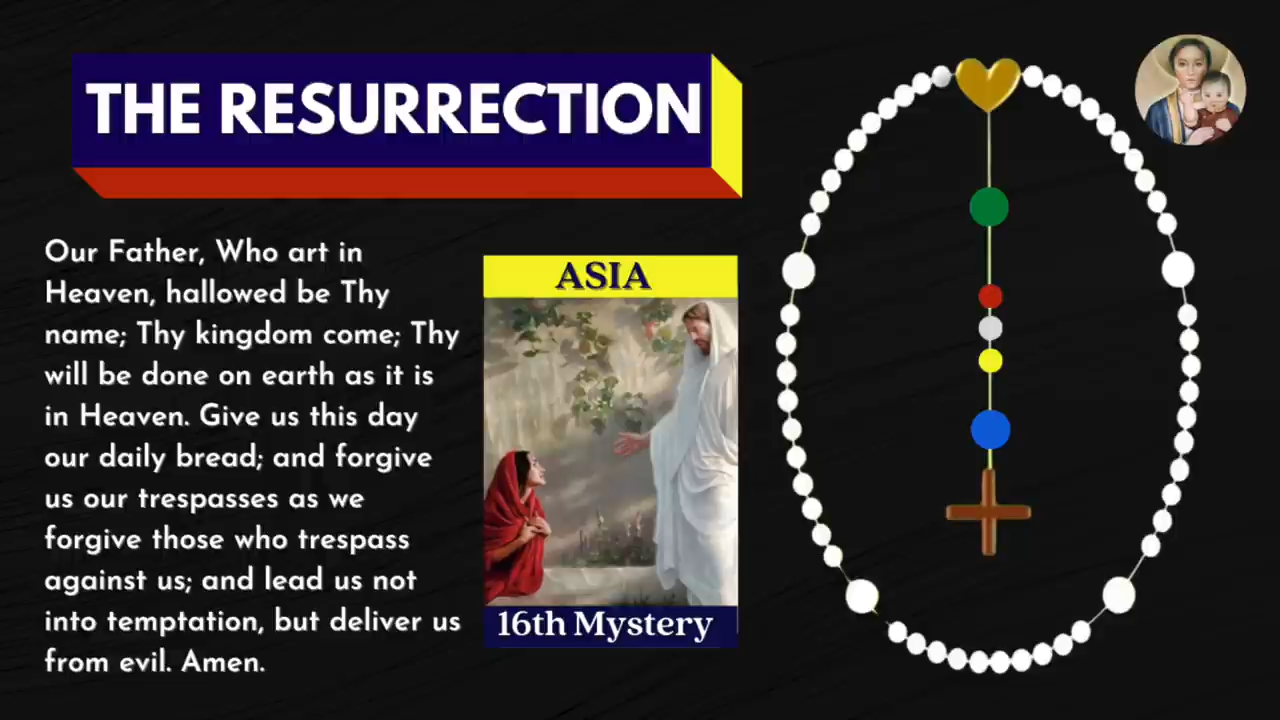 THE RESURRECTION
Our Father, Who art in
Heaven, hallowed be Thy
name; Thy kingdom come; Thy
will be done on earth as it is
in Heaven. Give us this day
our daily bread; and forgive
us our trespasses as we
forgive those who trespass
against us; and lead us not
into temptation, but deliver us
from evil. Amen.
ASIA
16th Mystery